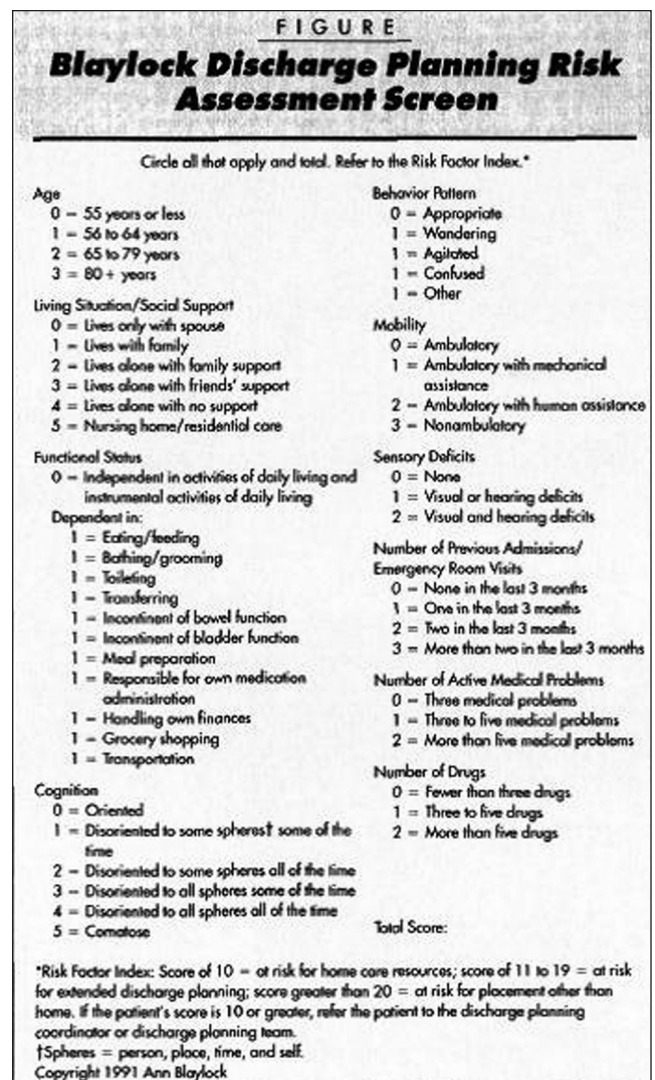 FIGURE
Blaylock Discharge Planning Risk
Assessment Screen
Circle all that apply and total. Refer to the Risk Factor Index.*
Age
0 = 55 years or less
1 = 56 to 64 years
2 = 65 to 79 years
3 = 80+ years
Living Situation/Social Support
0 = Lives only with spouse
1 = Lives with family
2 = Lives alone with family support
3 = Lives alone with friends' support
4 = Lives alone with no support
5 = Nursing home/residential care
Functional Status
0 = Independent in activities of daily living and
instrumental activities of daily living
Dependent in:
1 = Eating/feeding
1 = Bathing/grooming
1 = Toileting
1 = Transferring
1 = Incontinent of bowel function
1 = Incontinent of bladder function
1 = Meal preparation
1 = Responsible for own medication
administration
1 = Handling own finances
1 = Grocery shopping
1 = Transportation
Cognition
0 = Oriented
1 = Disoriented to some spheres† some of the
time
2 = Disoriented to some spheres all of the time
3 = Disoriented to all spheres some of the time
4 = Disoriented to all spheres all of the time
5 = Comatose
Behavior Pattern
0 = Appropriate
1 = Wandering
1 = Agitated
1 = Confused
1 = Other
Mobility
0 = Ambulatory
1 = Ambulatory with mechanical
assistance
2 = Ambulatory with human assistance
3 = Nonambulatory
Sensory Deficits
0 = None
1 = Visual or hearing deficits
2 = Visual and hearing deficits
Number of Previous Admissions/
Emergency Room Visits
0 = None in the last 3 months
1 = One in the last 3 months
2 = Two in the last 3 months
3 = More than two in the last 3 months
Number of Active Medical Problems
0 = Three medical problems
1 = Three to five medical problems
2 = More than five medical problems
Number of Drugs
0 = Fewer than three drugs
1 = Three to five drugs
2 = More than five drugs
Total Score:
*Risk Factor Index: Score of 10 = at risk for home care resources; score of 11 to 19 = at risk
for extended discharge planning; score greater than 20 = at risk for placement other than
home. If the patient's score is 10 or greater, refer the patient to the discharge planning
coordinator or discharge planning team.
†Spheres = person, place, time, and self.
Copyright 1991 Ann Blaylock